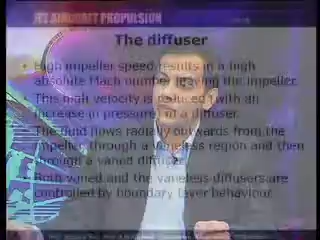 JET AIRCRAFT PROPULSION
The diffuser
High impeller speed results in a high
absolute Mach number leaving the impeller.
This high velocity is reduced (with an
increase in pressure) in a diffuser.
The fluid flows radially outwards from the
impeller, through a vaneless region and then
through a vaned diffuser.
Both vaned and the vaneless diffusers are
controlled by boundary layer behaviour.